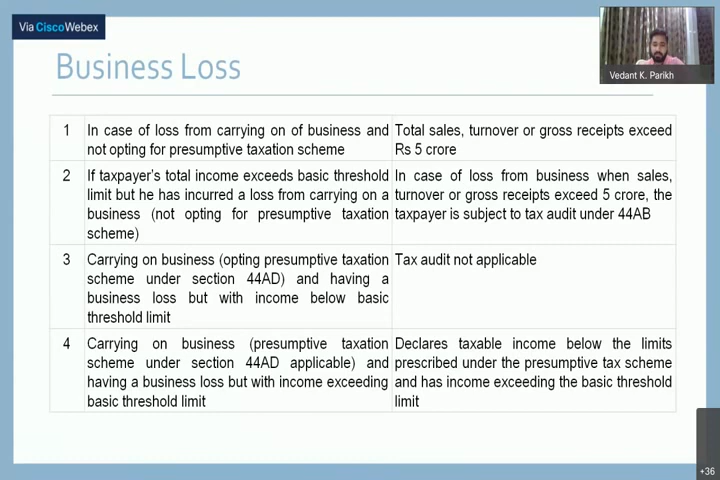 Via Cisco Webex
Vedant K. Parikh
Business Loss
1 In case of loss from carrying on of business and not opting for presumptive taxation scheme
Total sales, turnover or gross receipts exceed Rs 5 crore
2 If taxpayer's total income exceeds basic threshold limit but he has incurred a loss from carrying on a business (not opting for presumptive taxation scheme)
In case of loss from business when sales, turnover or gross receipts exceed 5 crore, the taxpayer is subject to tax audit under 44AB
3 Carrying on business (opting presumptive taxation scheme under section 44AD) and having a business loss but with income below basic threshold limit
Tax audit not applicable
4 Carrying on business (presumptive taxation scheme under section 44AD applicable) and having a business loss but with income exceeding basic threshold limit
Declares taxable income below the limits prescribed under the presumptive tax scheme and has income exceeding the basic threshold limit
+36